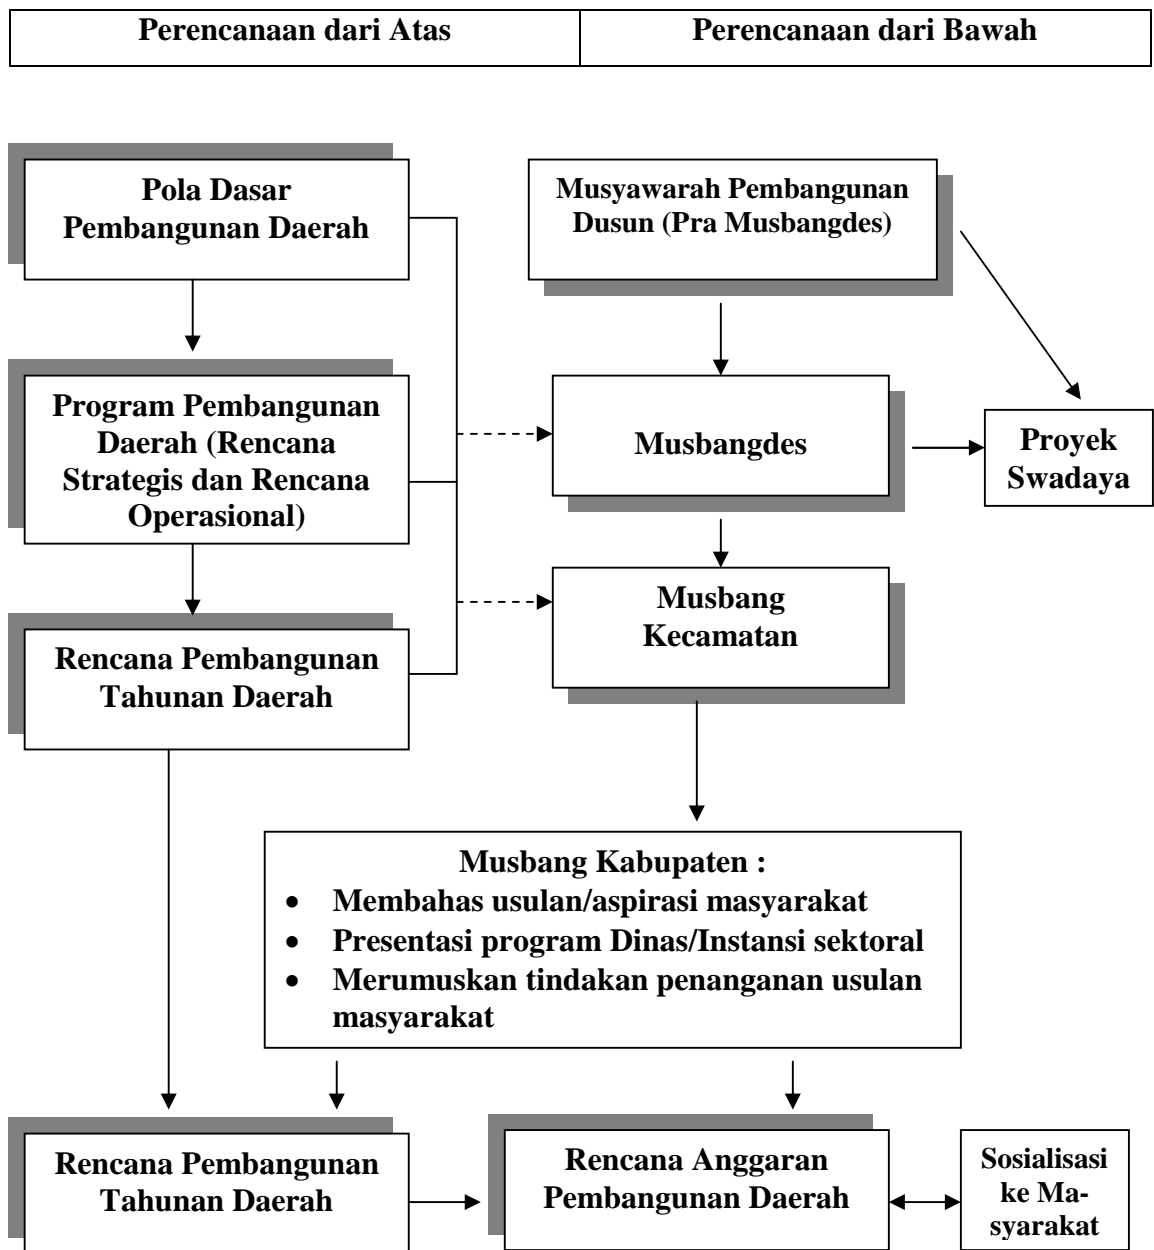 Perencanaan dari Atas
Perencanaan dari Bawah
Pola Dasar
Pembangunan Daerah
Musyawarah Pembangunan
Dusun (Pra Musbangdes)
Program Pembangunan
Daerah (Rencana
Strategis dan Rencana
Operasional)
Musbangdes
Proyek
Swadaya
Musbang
Kecamatan
Rencana Pembangunan
Tahunan Daerah
Musbang Kabupaten :
• Membahas usulan/aspirasi masyarakat
• Presentasi program Dinas/Instansi sektoral
• Merumuskan tindakan penanganan usulan
masyarakat
Rencana Pembangunan
Tahunan Daerah
Rencana Anggaran
Pembangunan Daerah
Sosialisasi
ke Ma-
syarakat